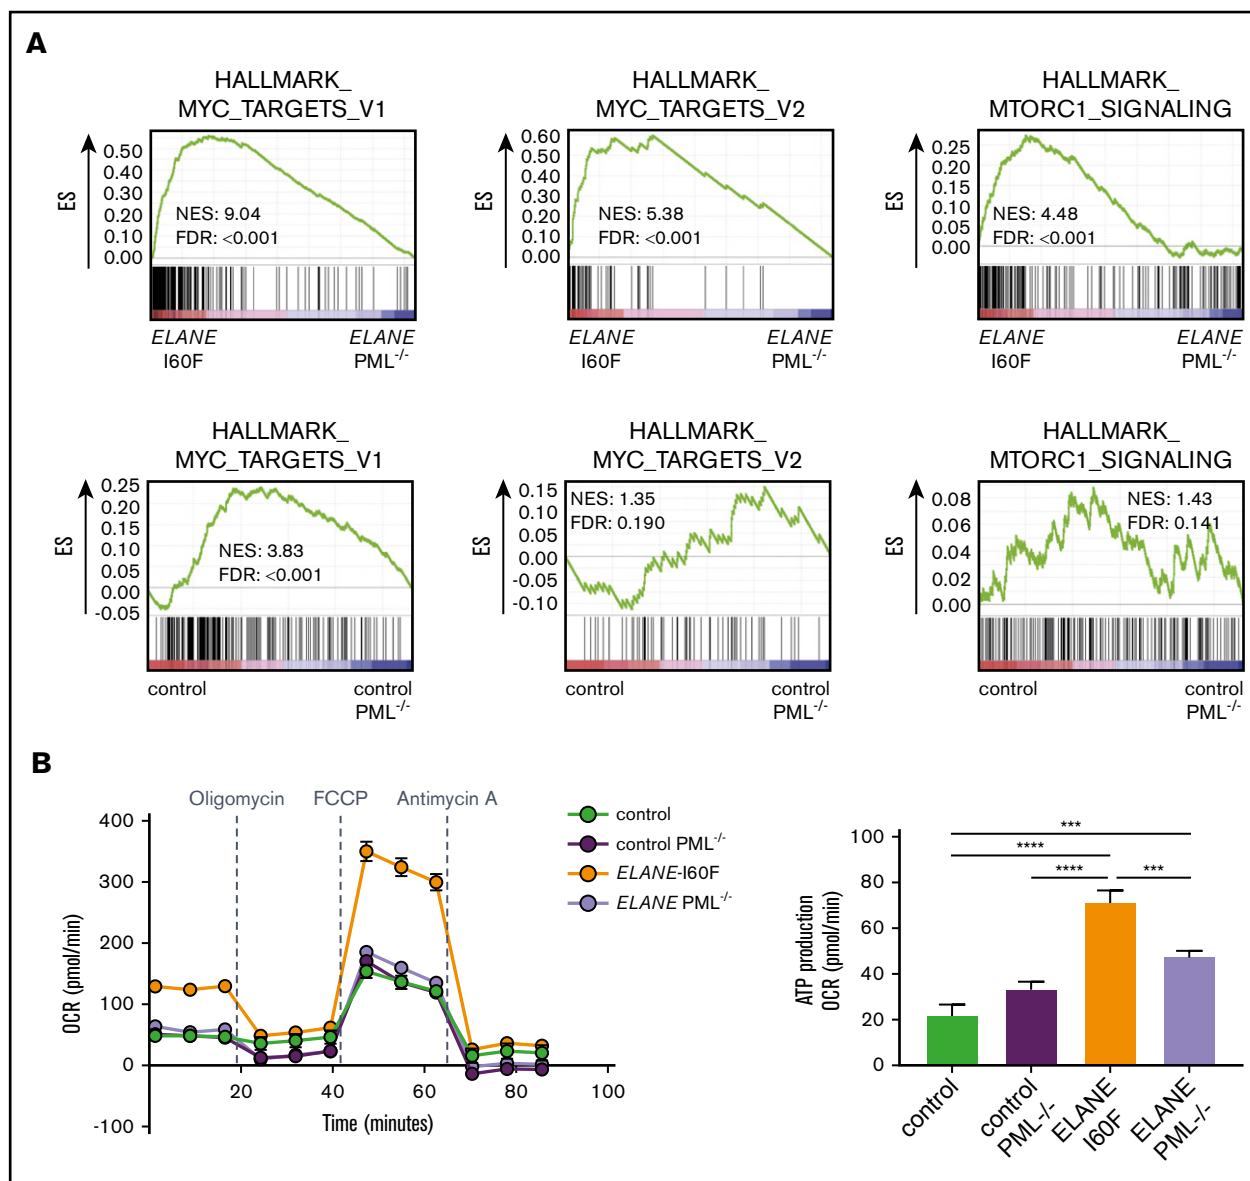 A
HALLMARK_
MYC_TARGETS_V1
HALLMARK_
MYC_TARGETS_V2
HALLMARK_
MTORC1_SIGNALING
ES
0.50
0.40
0.30
0.20
0.10
0.00
NES: 9.04
FDR: <0.001
ELANE
I60F
ELANE
PML-/-
ES
0.60
0.50
0.40
0.30
0.20
0.10
0.00
NES: 5.38
FDR: <0.001
ELANE
I60F
ELANE
PML-/-
ES
0.25
0.20
0.15
0.10
0.05
0.00
NES: 4.48
FDR: <0.001
ELANE
I60F
ELANE
PML-/-
HALLMARK_
MYC_TARGETS_V1
HALLMARK_
MYC_TARGETS_V2
HALLMARK_
MTORC1_SIGNALING
ES
0.25
0.20
0.15
0.10
0.05
0.00
-0.05
NES: 3.83
FDR: <0.001
control
control
PML-/-
ES
0.15
0.10
0.05
0.00
-0.05
-0.10
NES: 1.35
FDR: 0.190
control
control
PML-/-
ES
0.08
0.06
0.04
0.02
0.00
NES: 1.43
FDR: 0.141
control
control
PML-/-
B
Oligomycin
FCCP
Antimycin A
OCR (pmol/min)
400
300
200
100
0
-100
20
40
60
80
100
Time (minutes)
control
control PML-/-
ELANE-I60F
ELANE PML-/-
ATP production
OCR (pmol/min)
100
80
60
40
20
0
***
****
****
***
control
control
PML-/-
ELANE
I60F
ELANE
PML-/-